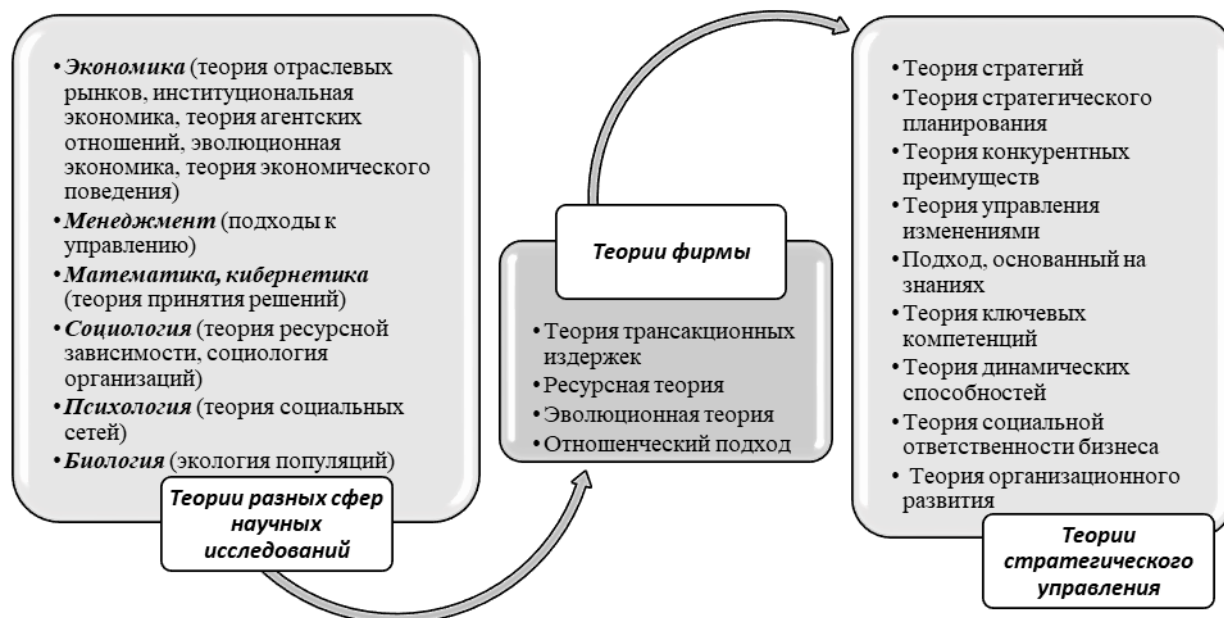 • Экономика (теория отраслевых
рынков, институциональная
экономика, теория агентских
отношений, эволюционная
экономика, теория экономического
поведения)
• Менеджмент (подходы к
управлению)
• Математика, кибернетика
(теория принятия решений)
• Социология (теория ресурсной
зависимости, социология
организаций)
• Психология (теория социальных
сетей)
• Биология (экология популяций)
Теории разных сфер
научных
исследований
Теории фирмы
• Теория трансакционных
издержек
• Ресурсная теория
• Эволюционная теория
• Отношенческий подход
• Теория стратегий
• Теория стратегического
планирования
• Теория конкурентных
преимуществ
• Теория управления
изменениями
• Подход, основанный на
знаниях
• Теория ключевых
компетенций
• Теория динамических
способностей
• Теория социальной
ответственности бизнеса
• Теория организационного
развития
Теории
стратегического
управления